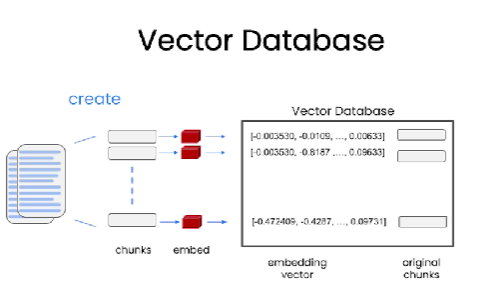 Vector Database
create
Vector Database
[-0.003530, -0.0109, ...., 0.00633]
[-0.003530, -0.8187 ,...., 0.09633]
[-0.472409, -0.4287, ...., 0.09731]
chunks
embed
embedding
vector
original
chunks